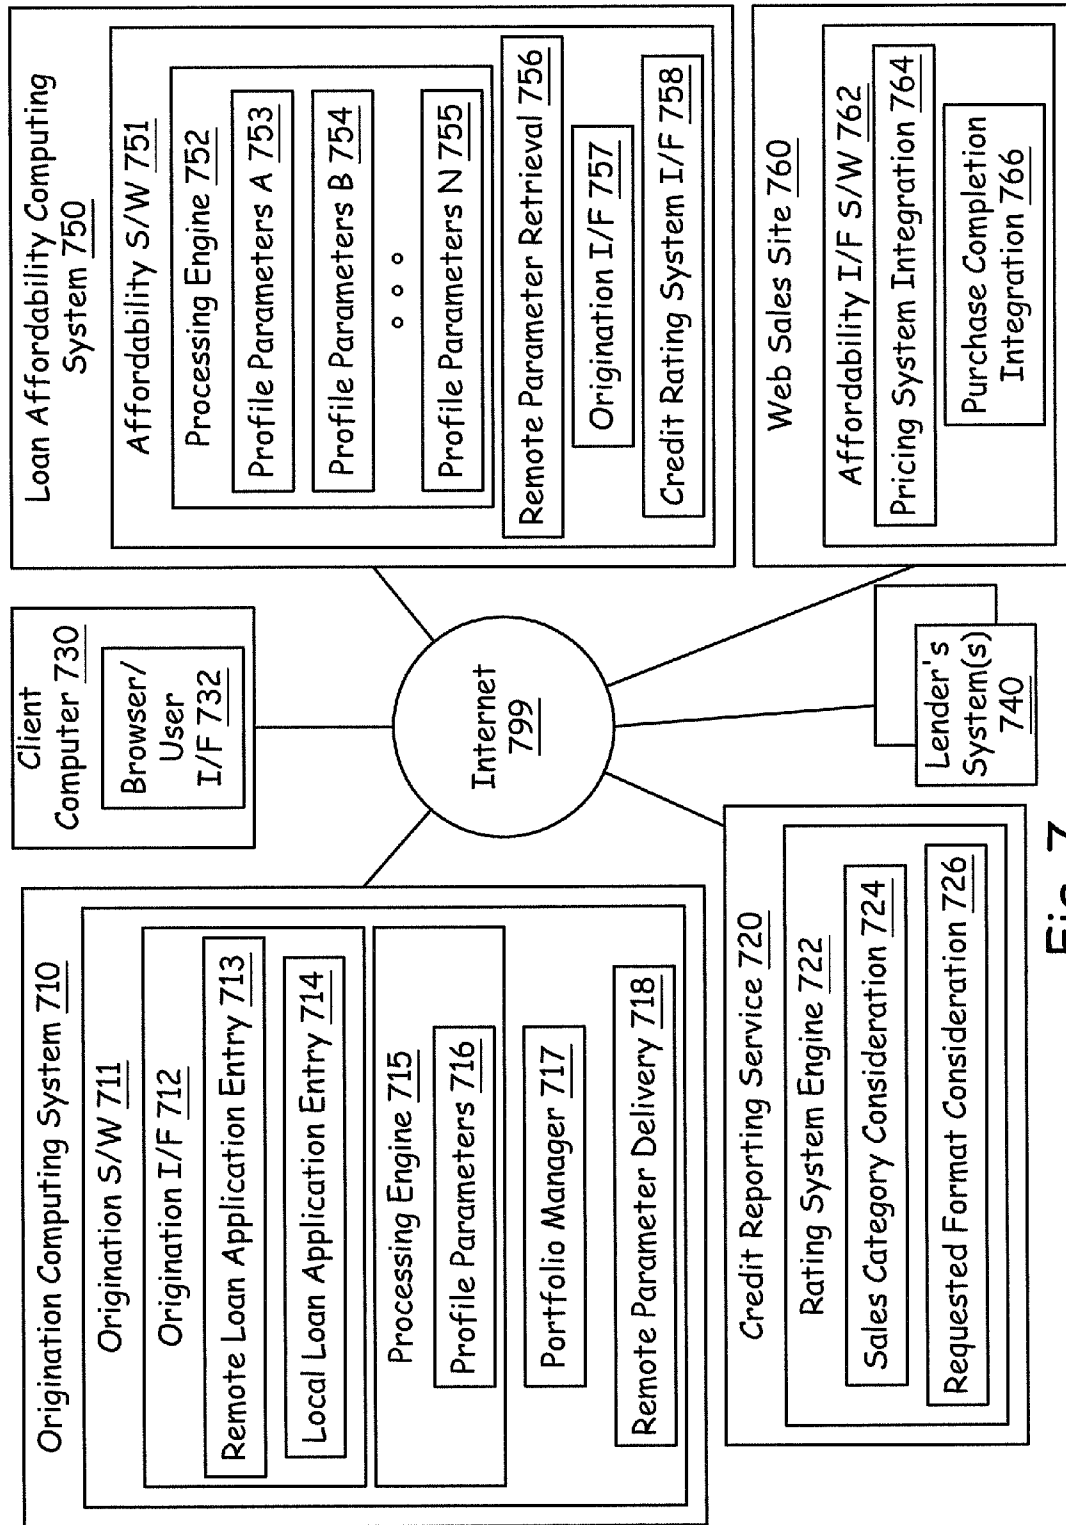 Origination Computing System 710
Origination S/W 711
Origination I/F 712
Remote Loan Application Entry 713
Local Loan Application Entry 714
Processing Engine 715
Profile Parameters 716
Portfolio Manager 717
Remote Parameter Delivery 718
Client
Computer 730
Browser/
User
I/F 732
Loan Affordability Computing
System 750
Affordability S/W 751
Processing Engine 752
Profile Parameters A 753
Profile Parameters B 754
Profile Parameters N 755
Remote Parameter Retrieval 756
Origination I/F 757
Credit Rating System I/F 758
Internet
799
Credit Reporting Service 720
Rating System Engine 722
Sales Category Consideration 724
Requested Format Consideration 726
Lender's
System(s)
740
Web Sales Site 760
Affordability I/F S/W 762
Pricing System Integration 764
Purchase Completion
Integration 766